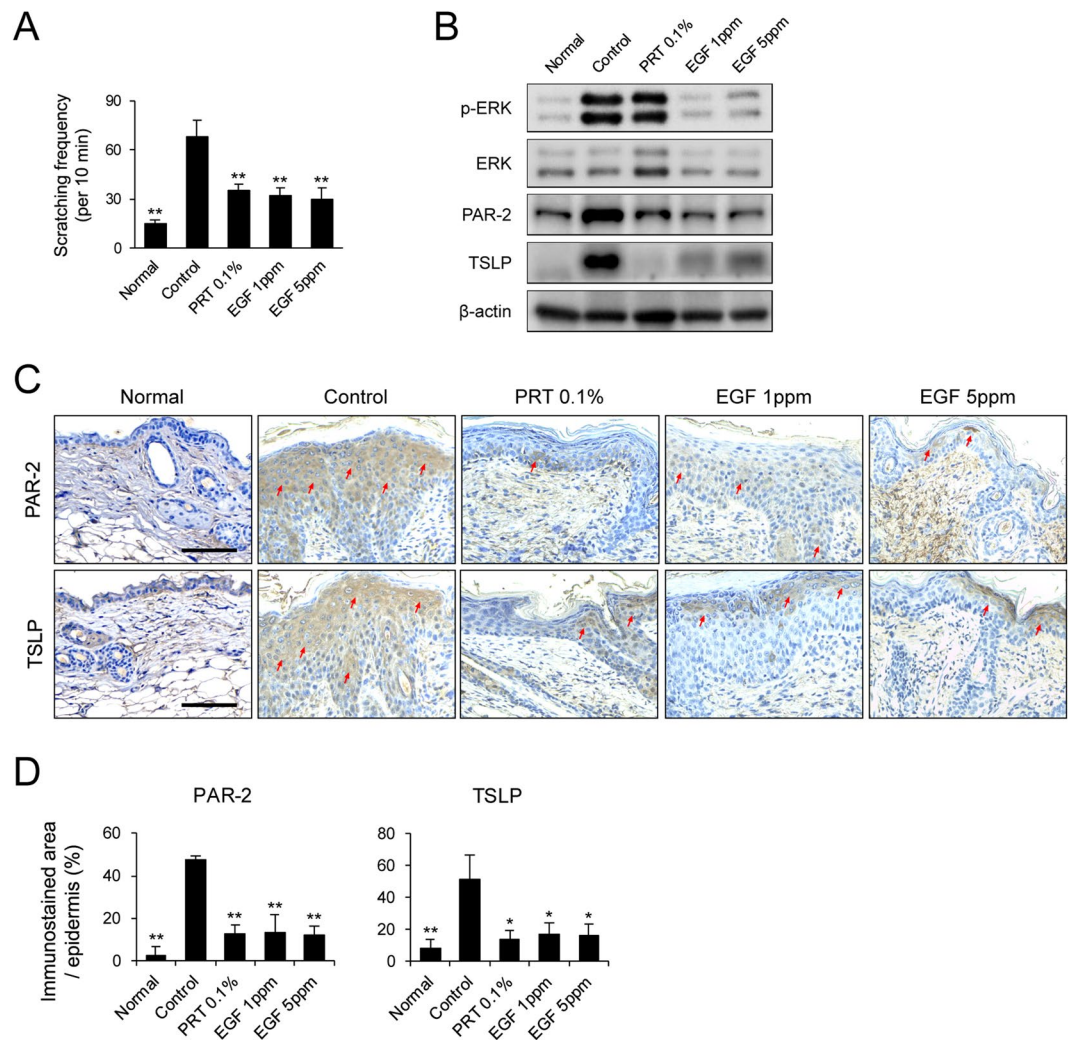 A
Scratching frequency
(per 10 min)
90
60
30
0
**
**
**
**
Normal
Control
PRT 0.1%
EGF 1ppm
EGF 5ppm
B
Normal
Control
PRT 0.1%
EGF 1ppm
EGF 5ppm
p-ERK
ERK
PAR-2
TSLP
β-actin
C
Normal
Control
PRT 0.1%
EGF 1ppm
EGF 5ppm
PAR-2
TSLP
D
PAR-2
Immunostained area
/ epidermis (%)
60
40
20
0
**
**
**
**
Normal
Control
PRT 0.1%
EGF 1ppm
EGF 5ppm
TSLP
80
60
40
20
0
**
*
*
*
Normal
Control
PRT 0.1%
EGF 1ppm
EGF 5ppm